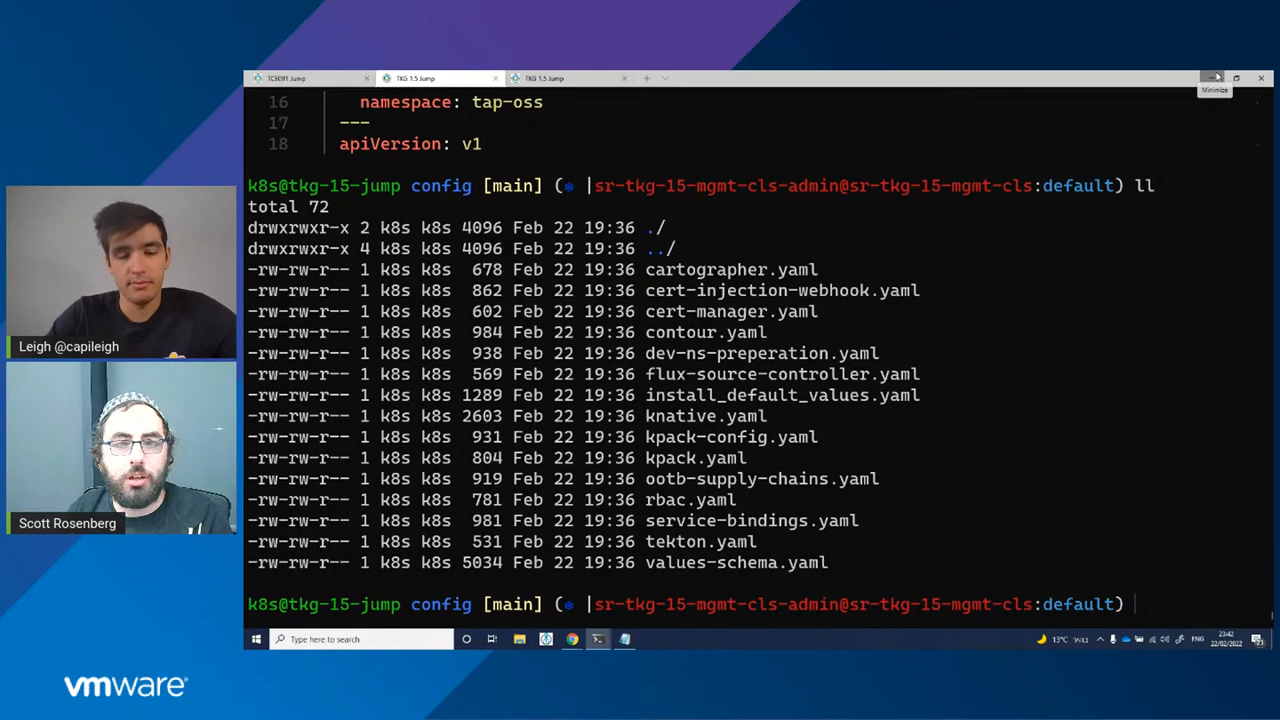 TCE091 Jump
TKG 1.5 Jump
TKG 1.5 Jump
Minimize
16 namespace: tap-oss
17 ---
18 apiVersion: v1
k8s@tkg-15-jump config [main] (⎈ |sr-tkg-15-mgmt-cls-admin@sr-tkg-15-mgmt-cls:default) ll
total 72
drwxrwxr-x 2 k8s k8s 4096 Feb 22 19:36 ./
drwxrwxr-x 4 k8s k8s 4096 Feb 22 19:36 ../
-rw-rw-r-- 1 k8s k8s 678 Feb 22 19:36 cartographer.yaml
-rw-rw-r-- 1 k8s k8s 862 Feb 22 19:36 cert-injection-webhook.yaml
-rw-rw-r-- 1 k8s k8s 602 Feb 22 19:36 cert-manager.yaml
-rw-rw-r-- 1 k8s k8s 984 Feb 22 19:36 contour.yaml
-rw-rw-r-- 1 k8s k8s 938 Feb 22 19:36 dev-ns-preperation.yaml
-rw-rw-r-- 1 k8s k8s 569 Feb 22 19:36 flux-source-controller.yaml
-rw-rw-r-- 1 k8s k8s 1289 Feb 22 19:36 install_default_values.yaml
-rw-rw-r-- 1 k8s k8s 2603 Feb 22 19:36 knative.yaml
-rw-rw-r-- 1 k8s k8s 931 Feb 22 19:36 kpack-config.yaml
-rw-rw-r-- 1 k8s k8s 804 Feb 22 19:36 kpack.yaml
-rw-rw-r-- 1 k8s k8s 919 Feb 22 19:36 ootb-supply-chains.yaml
-rw-rw-r-- 1 k8s k8s 781 Feb 22 19:36 rbac.yaml
-rw-rw-r-- 1 k8s k8s 981 Feb 22 19:36 service-bindings.yaml
-rw-rw-r-- 1 k8s k8s 531 Feb 22 19:36 tekton.yaml
-rw-rw-r-- 1 k8s k8s 5034 Feb 22 19:36 values-schema.yaml
k8s@tkg-15-jump config [main] (⎈ |sr-tkg-15-mgmt-cls-admin@sr-tkg-15-mgmt-cls:default)
Leigh @capileigh
Scott Rosenberg
Type here to search
13°C בהיר
ENG
23:42
22/02/2022
vmware®